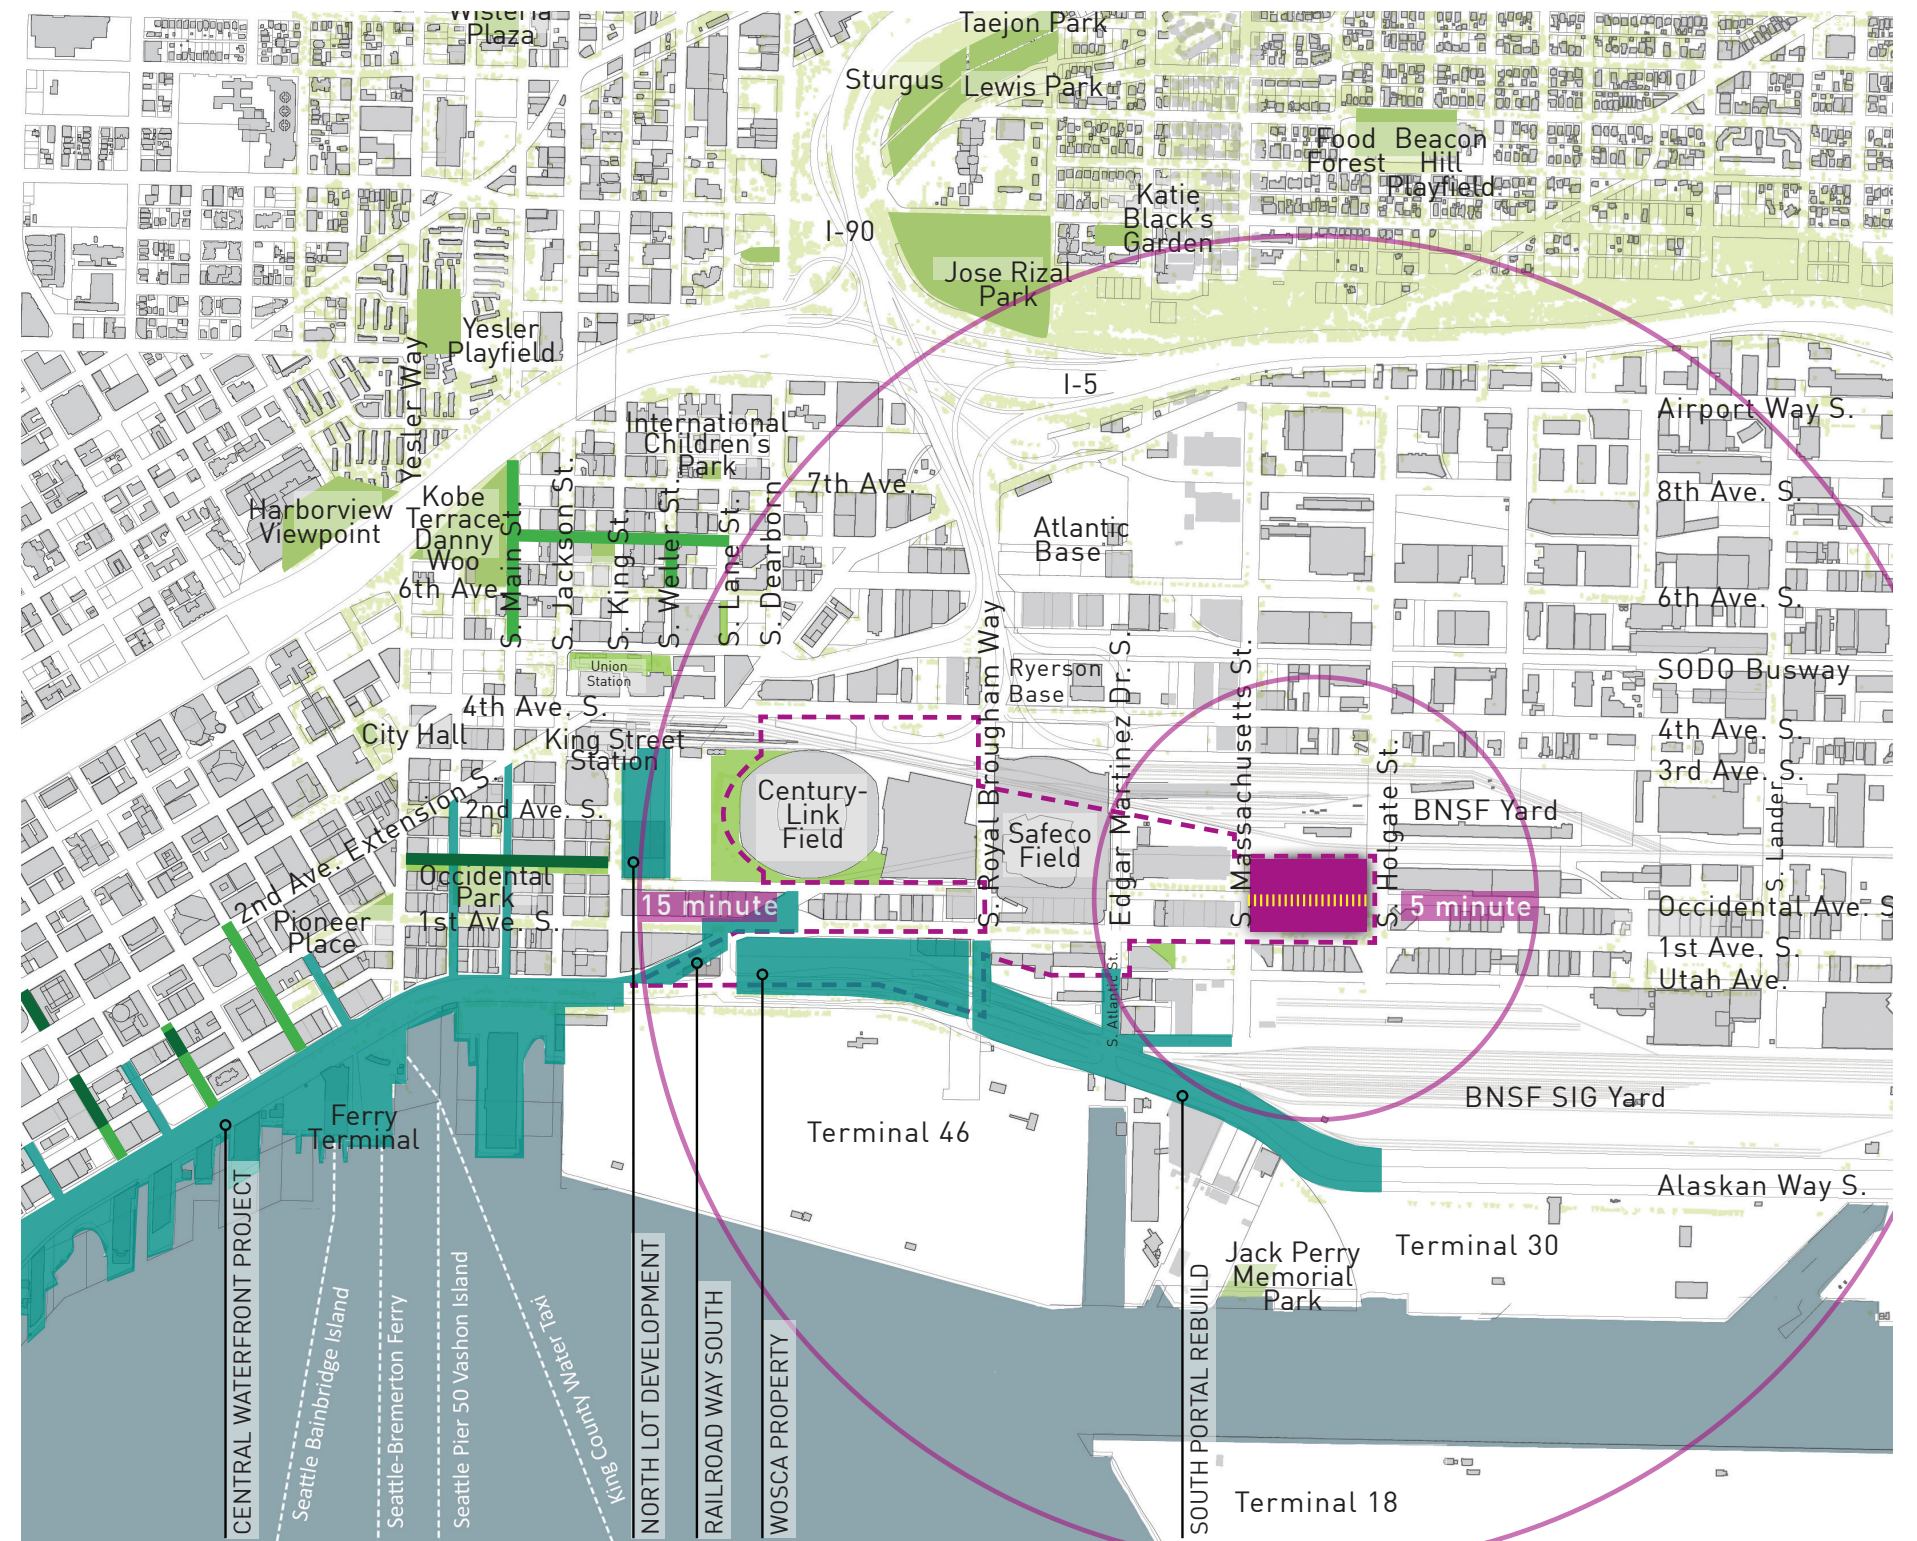 Wisteria
Plaza
Taejon Park
Sturgus
Lewis Park
Food
Forest
Beacon
Hill
Playfield
Katie
Black's
Garden
I-90
Jose Rizal
Park
Yesler
Playfield
Yesler Way
I-5
Airport Way S.
International
Children's
Park
7th Ave.
8th Ave. S.
Harborview
Viewpoint
Kobe
Terrace
Danny
Woo
6th Ave.
S. Main St.
S. Jackson St.
S. King St.
S. Welle St.
S. Lane St.
S. Dearborn
Atlantic
Base
6th Ave. S.
Union
Station
Ryerson
Base
SODO Busway
S. Royal Brougham Way
Edgar Martinez Dr. S.
S. Massachusetts St.
S. Holgate St.
4th Ave. S.
City Hall
King Street
Station
4th Ave. S.
3rd Ave. S.
S. Lander
2nd Ave. Extension S.
2nd Ave. S.
Century-
Link
Field
Safeco
Field
BNSF Yard
Occidental
Park
1st Ave. S.
Pioneer
Place
15 minute
5 minute
Occidental Ave. S
1st Ave. S.
Utah Ave.
S. Atlantic St.
Ferry
Terminal
Terminal 46
BNSF SIG Yard
Alaskan Way S.
Jack Perry
Memorial
Park
Terminal 30
Terminal 18
CENTRAL WATERFRONT PROJECT
Seattle Bainbridge Island
Seattle-Bremerton Ferry
Seattle Pier 50 Vashon Island
King County Water Taxi
NORTH LOT DEVELOPMENT
RAILROAD WAY SOUTH
WOSCA PROPERTY
SOUTH PORTAL REBUILD